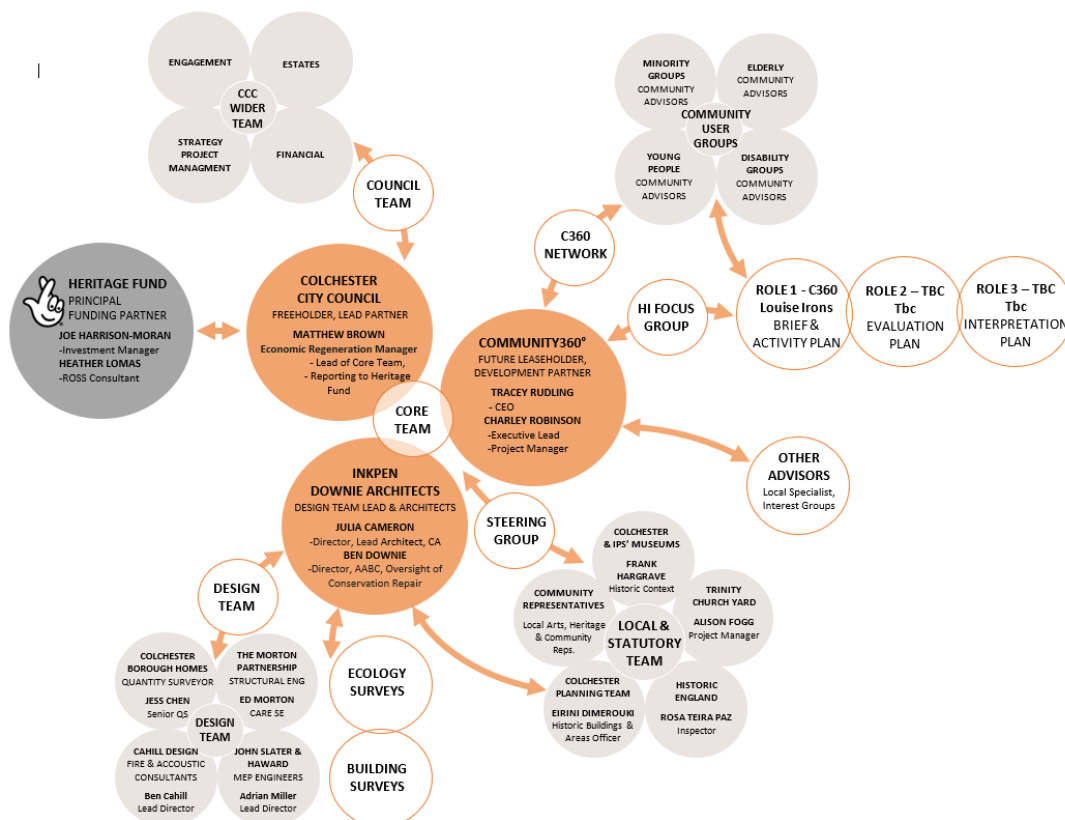 ENGAGEMENT
ESTATES
CCC
WIDER
TEAM
STRATEGY
PROJECT
MANAGMENT
FINANCIAL
COUNCIL
TEAM
MINORITY
GROUPS
COMMUNITY
ADVISORS
ELDERLY
COMMUNITY
ADVISORS
COMMUNITY
USER
GROUPS
YOUNG
PEOPLE
COMMUNITY
ADVISORS
DISABILITY
GROUPS
COMMUNITY
ADVISORS
C360
NETWORK
HERITAGE FUND
PRINCIPAL
FUNDING PARTNER
JOE HARRISON-MORAN
-Investment Manager
HEATHER LOMAS
-ROSS Consultant
COLCHESTER
CITY COUNCIL
FREEHOLDER, LEAD PARTNER
MATTHEW BROWN
Economic Regeneration Manager
- Lead of Core Team,
- Reporting to Heritage
Fund
HI FOCUS
GROUP
ROLE 1 - C360
Louise Irons
BRIEF &
ACTIVITY PLAN
ROLE 2 – TBC
Tbc
EVALUATION
PLAN
ROLE 3 – TBC
Tbc
INTERPRETATION
PLAN
COMMUNITY360°
FUTURE LEASEHOLDER,
DEVELOPMENT PARTNER
TRACEY RUDLING
- CEO
CHARLEY ROBINSON
-Executive Lead
-Project Manager
CORE
TEAM
OTHER
ADVISORS
Local Specialist,
Interest Groups
INKPEN
DOWNIE ARCHITECTS
DESIGN TEAM LEAD & ARCHITECTS
JULIA CAMERON
-Director, Lead Architect, CA
BEN DOWNIE
-Director, AABC, Oversight of
Conservation Repair
STEERING
GROUP
COLCHESTER
& IPS' MUSEUMS
FRANK
HARGRAVE
Historic Context
COMMUNITY
REPRESENTATIVES
Local Arts, Heritage
& Community
Reps.
TRINITY
CHURCH YARD
ALISON FOGG
Project Manager
LOCAL &
STATUTORY
TEAM
COLCHESTER
PLANNING TEAM
EIRINI DIMEROUKI
Historic Buildings &
Areas Officer
HISTORIC
ENGLAND
ROSA TEIRA PAZ
Inspector
DESIGN
TEAM
COLCHESTER
BOROUGH HOMES
QUANTITY SURVEYOR
JESS CHEN
Senior QS
THE MORTON
PARTNERSHIP
STRUCTURAL ENG
ED MORTON
CARE SE
DESIGN
TEAM
CAHILL DESIGN
FIRE & ACCOUSTIC
CONSULTANTS
Ben Cahill
Lead Director
JOHN SLATER &
HAWARD
MEP ENGINEERS
Adrian Miller
Lead Director
ECOLOGY
SURVEYS
BUILDING
SURVEYS